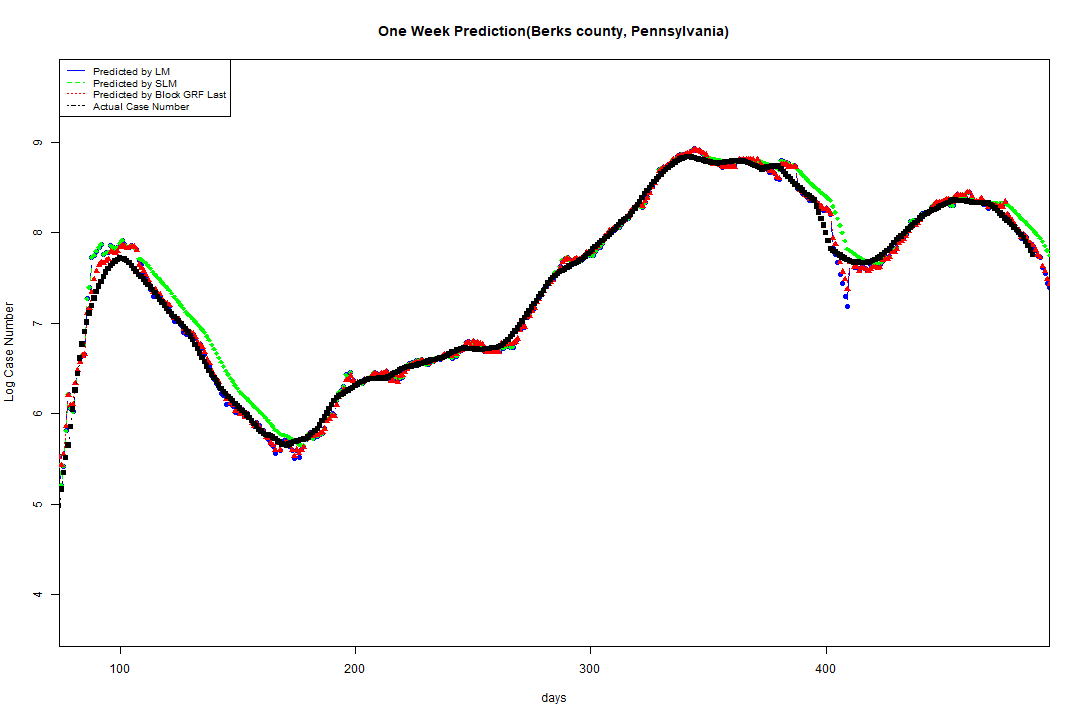 One Week Prediction(Berks county, Pennsylvania)
Predicted by LM
Predicted by SLM
Predicted by Block GRF Last
Actual Case Number
9
8
7
6
5
4
Log Case Number
100 200 300 400
days